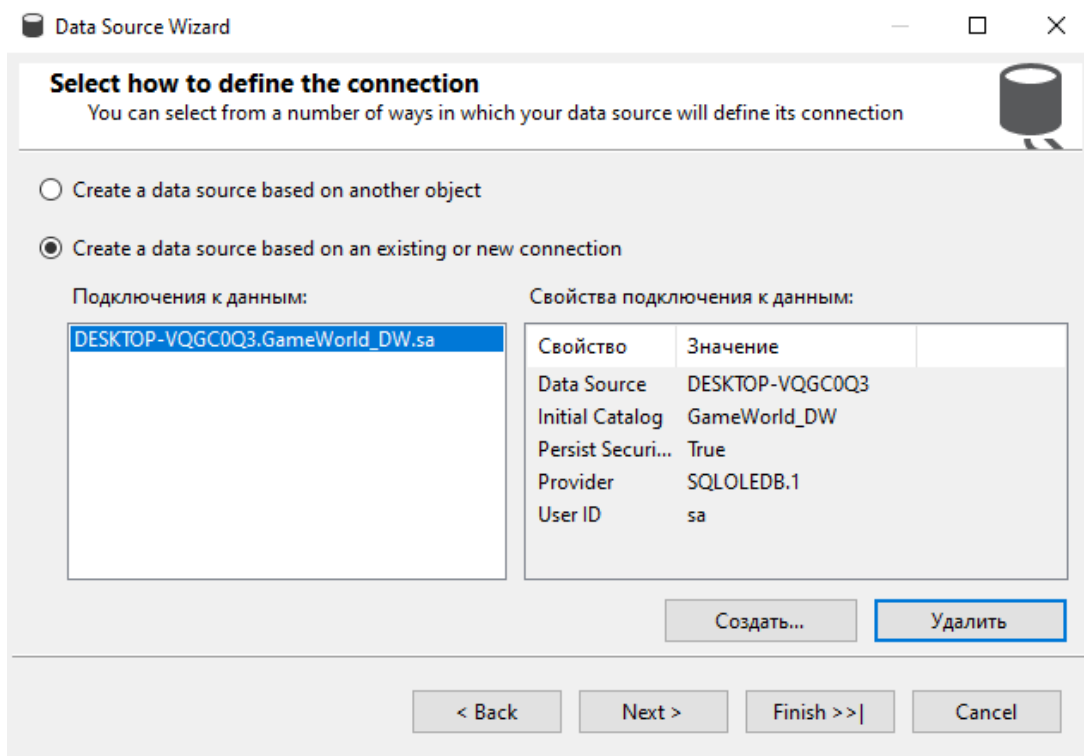 Data Source Wizard
Select how to define the connection
You can select from a number of ways in which your data source will define its connection
Create a data source based on another object
Create a data source based on an existing or new connection
Подключения к данным:
Свойства подключения к данным:
DESKTOP-VQGC0Q3.GameWorld_DW.sa
Свойство Значение
Data Source DESKTOP-VQGC0Q3
Initial Catalog GameWorld_DW
Persist Securi... True
Provider SQLOLEDB.1
User ID sa
Создать... Удалить
< Back Next > Finish >>| Cancel